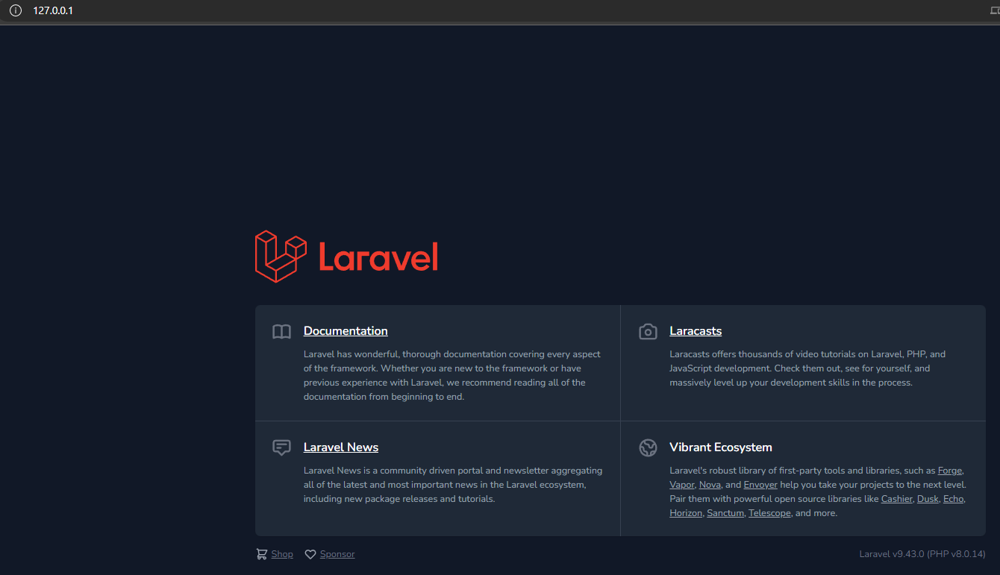 127.0.0.1
Laravel
Documentation
Laravel has wonderful, thorough documentation covering every aspect
of the framework. Whether you are new to the framework or have
previous experience with Laravel, we recommend reading all of the
documentation from beginning to end.
Laracasts
Laracasts offers thousands of video tutorials on Laravel, PHP, and
JavaScript development. Check them out, see for yourself, and
massively level up your development skills in the process.
Laravel News
Laravel News is a community driven portal and newsletter aggregating
all of the latest and most important news in the Laravel ecosystem,
including new package releases and tutorials.
Vibrant Ecosystem
Laravel's robust library of first-party tools and libraries, such as Forge,
Vapor, Nova, and Envoyer help you take your projects to the next level.
Pair them with powerful open source libraries like Cashier, Dusk, Echo,
Horizon, Sanctum, Telescope, and more.
Shop Sponsor
Laravel v9.43.0 (PHP v8.0.14)